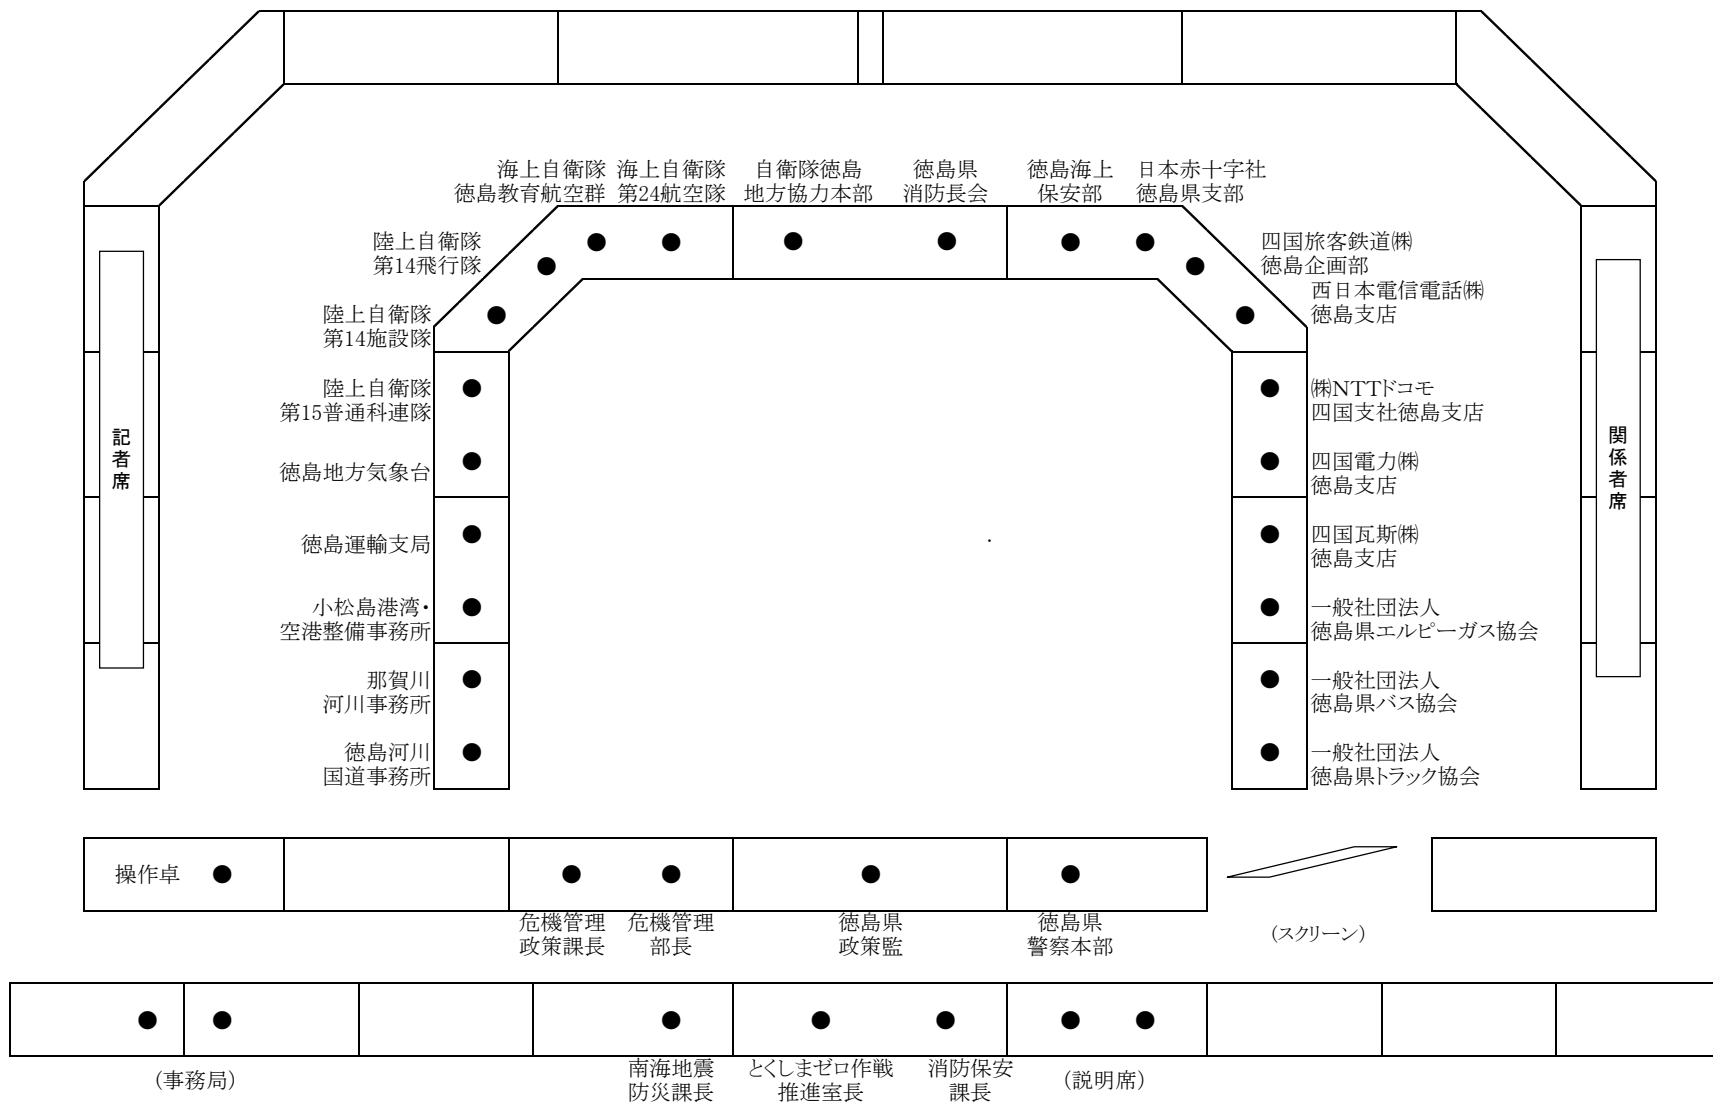 海上自衛隊
徳島教育航空群
海上自衛隊
第24航空隊
自衛隊徳島
地方協力本部
徳島県
消防長会
徳島海上
保安部
日本赤十字社
徳島県支部
陸上自衛隊
第14飛行隊
四国旅客鉄道㈱
徳島企画部
陸上自衛隊
第14施設隊
西日本電信電話㈱
徳島支店
陸上自衛隊
第15普通科連隊
㈱NTTドコモ
四国支社徳島支店
記者席
関係者席
徳島地方気象台
四国電力㈱
徳島支店
徳島運輸支局
四国瓦斯㈱
徳島支店
小松島港湾・
空港整備事務所
一般社団法人
徳島県エルピーガス協会
那賀川
河川事務所
一般社団法人
徳島県バス協会
徳島河川
国道事務所
一般社団法人
徳島県トラック協会
操作卓
危機管理
政策課長
危機管理
部長
徳島県
政策監
徳島県
警察本部
(スクリーン)
(事務局)
南海地震
防災課長
とくしまゼロ作戦
推進室長
消防保安
課長
(説明席)